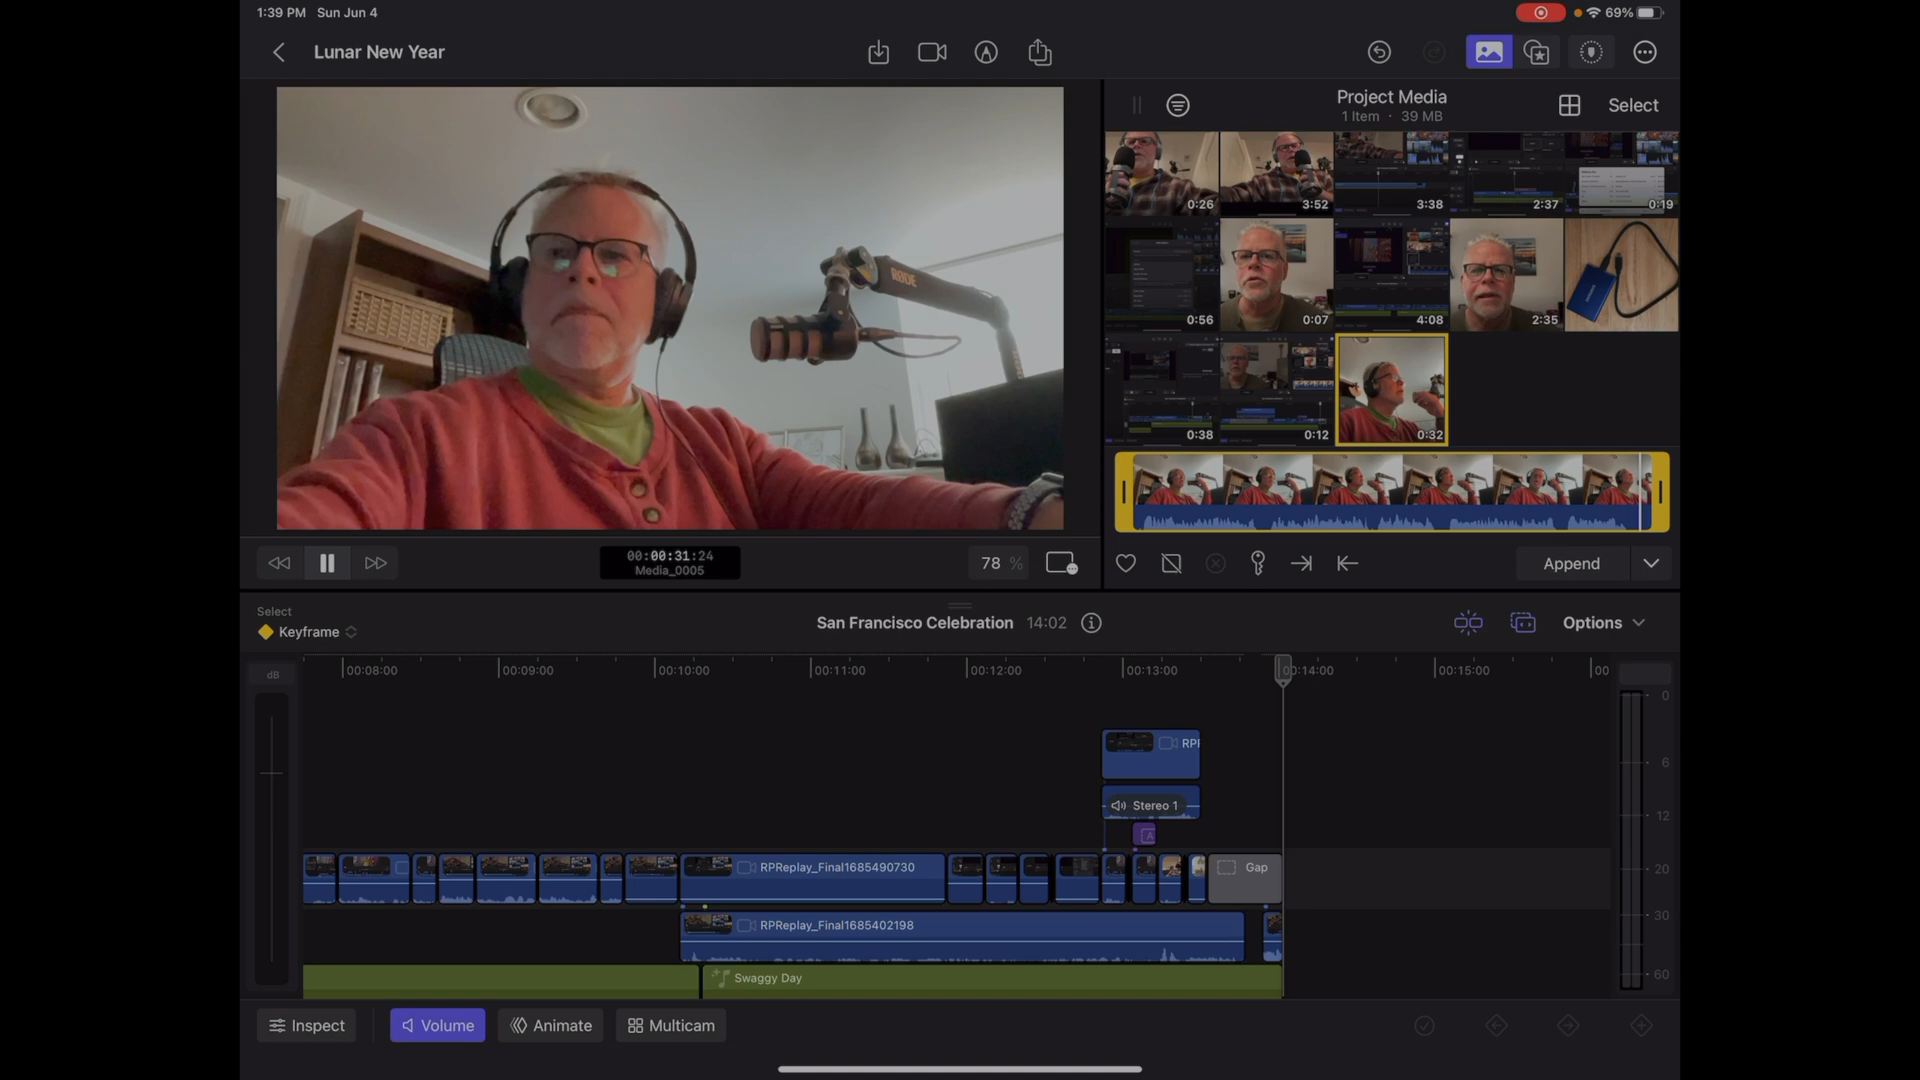 1:39 PM Sun Jun 4
69%
Lunar New Year
Project Media
1 Item · 39 MB
Select
0:26
3:52
3:38
2:37
0:19
0:56
0:07
4:08
2:35
0:38
0:12
0:32
RØDE
00:00:31:24
Media_0005
78 %
Append
Select
Keyframe
San Francisco Celebration 14:02
Options
dB
00:08:00
00:09:00
00:10:00
00:11:00
00:12:00
00:13:00
00:14:00
00:15:00
00
0
6
12
20
30
60
RPF
Stereo 1
A
RPReplay_Final1685490730
Gap
RPReplay_Final1685402198
Swaggy Day
Inspect
Volume
Animate
Multicam